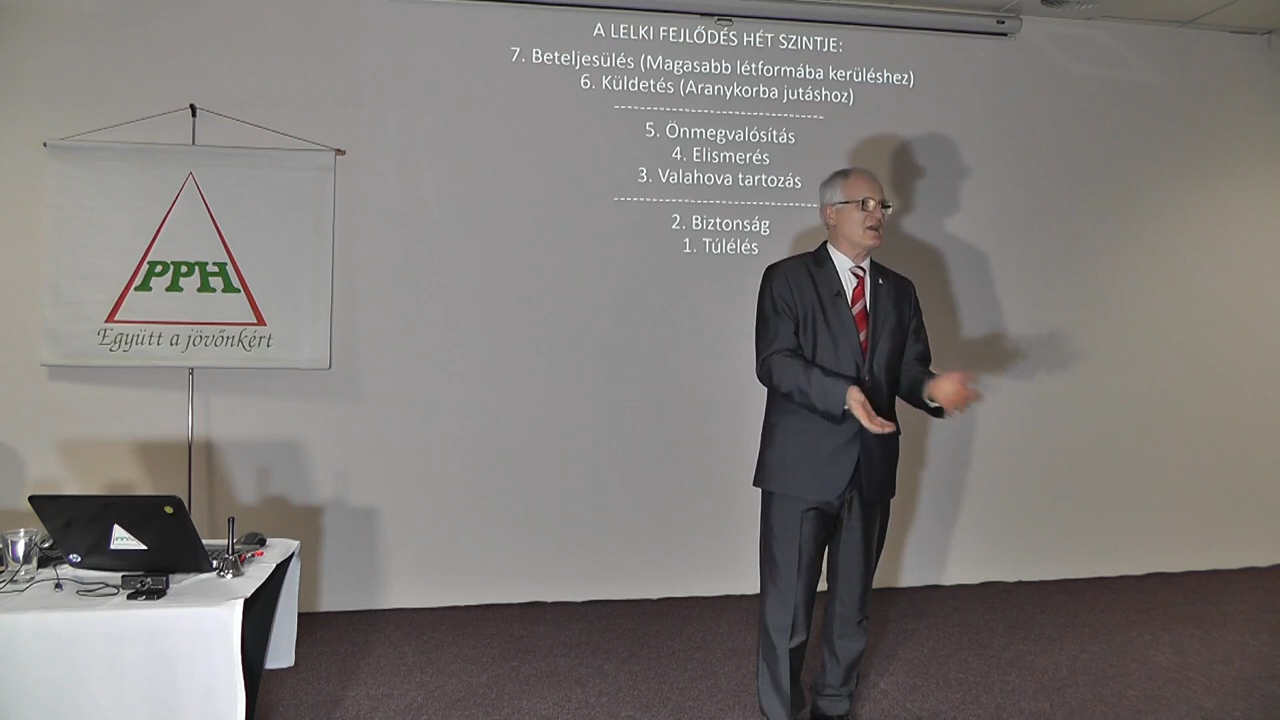 A LELKI FEJLŐDÉS HÉT SZINTJE:
7. Beteljesülés (Magasabb létformába kerüléshez)
6. Küldetés (Aranykorba jutáshoz)
5. Önmegvalósítás
4. Elismerés
3. Valahova tartozás
2. Biztonság
1. Túlélés
PPH
Együtt a jövőnkért